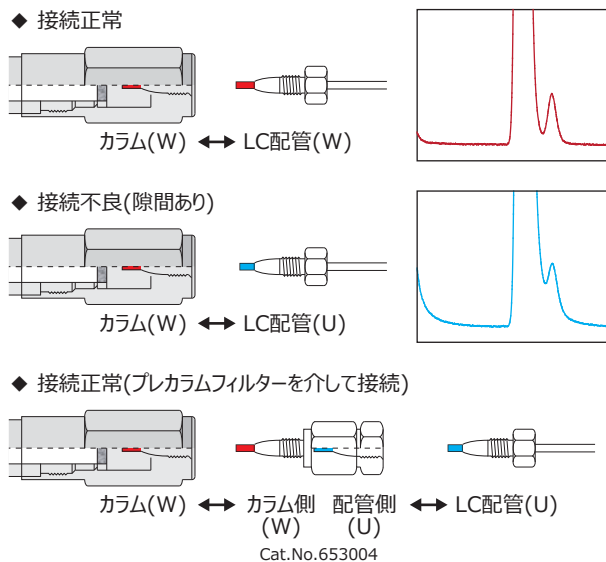 ◆ 接続正常
カラム(W) ↔ LC配管(W)
◆ 接続不良(隙間あり)
カラム(W) ↔ LC配管(U)
◆ 接続正常(プレカラムフィルターを介して接続)
カラム(W) ↔ カラム側 配管側 ↔ LC配管(U)
(W) (U)
Cat.No.653004